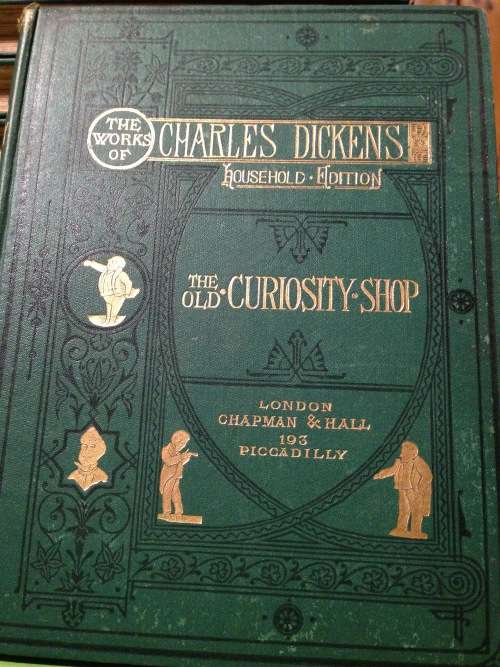 THE WORKS OF
CHARLES DICKENS
HOUSEHOLD · EDITION
THE OLD · CURIOSITY · SHOP
LONDON
CHAPMAN & HALL
193
PICCADILLY